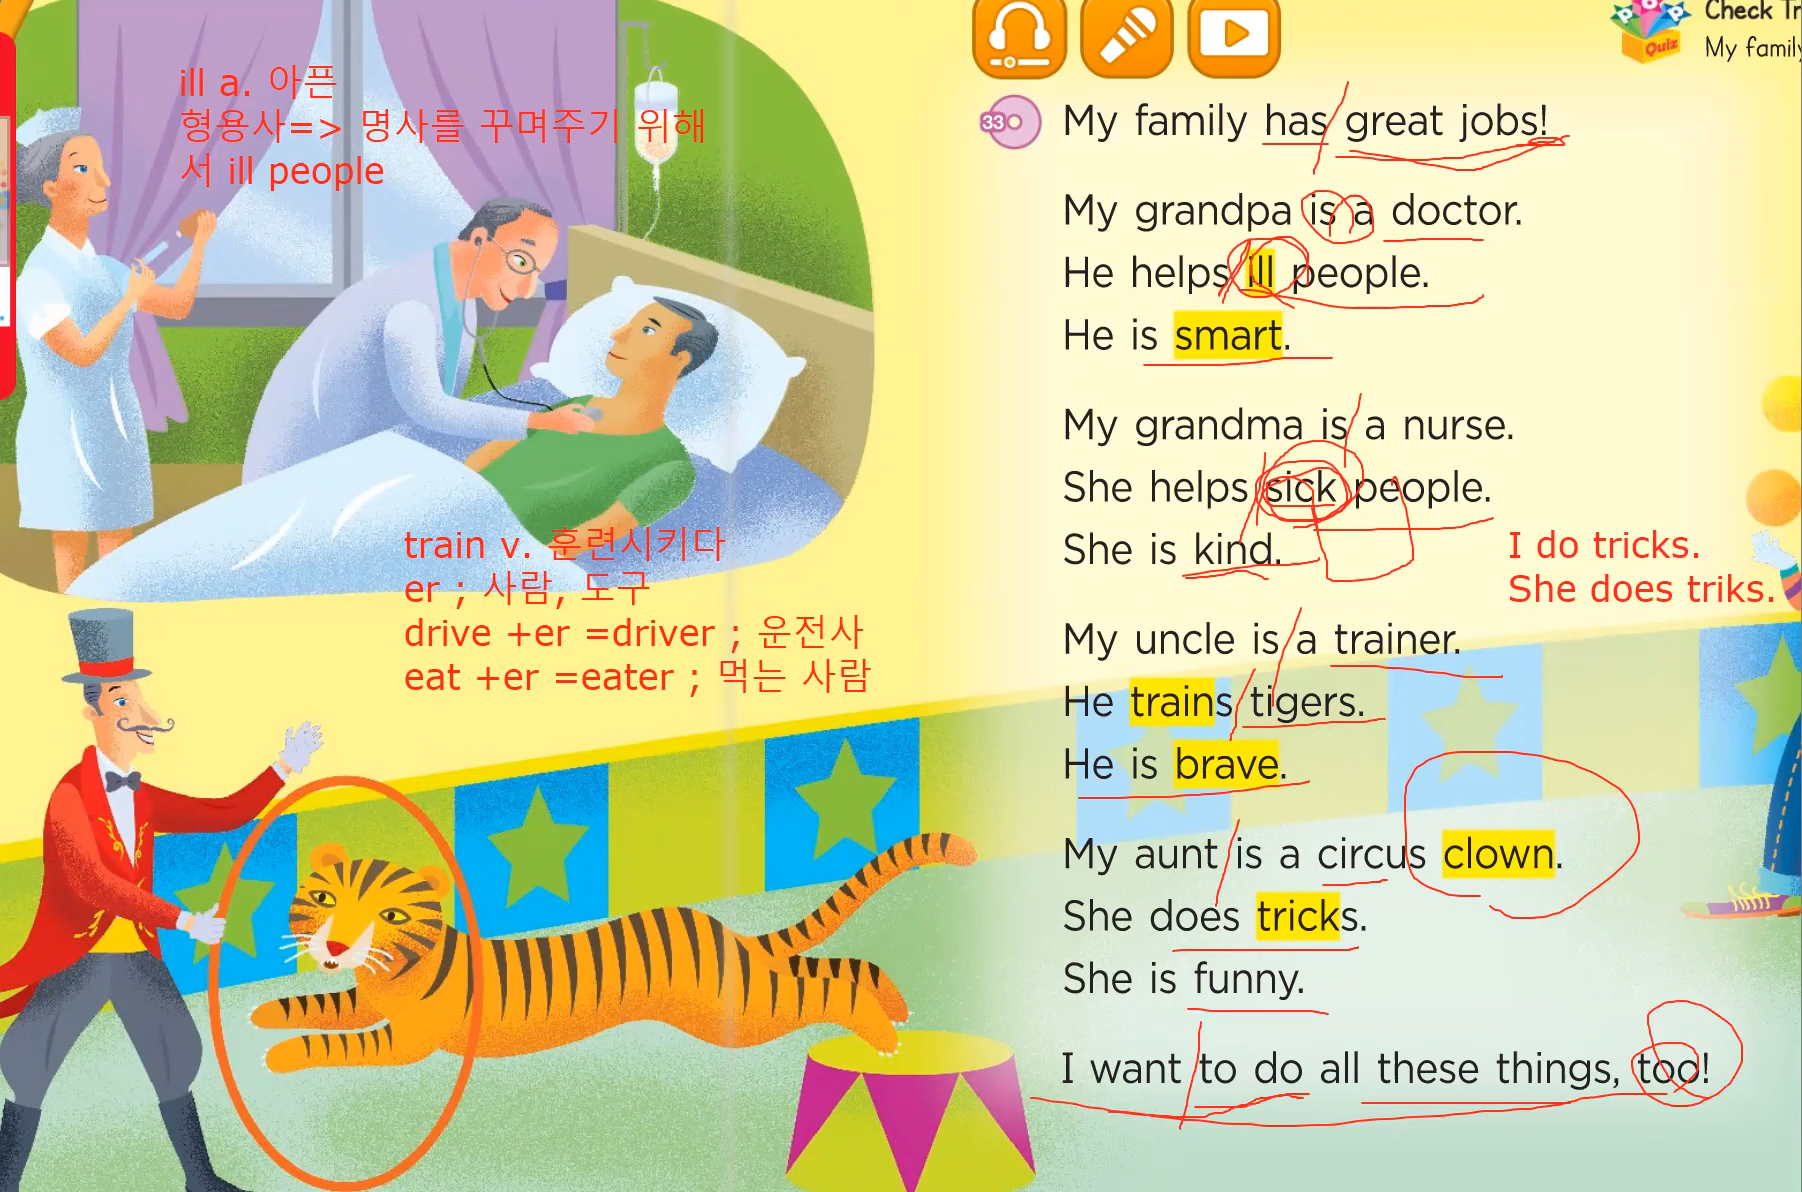 POP
Quiz
Check Tr
My family
ill a. 아픈
형용사=> 명사를 꾸며주기 위해
서 ill people
train v. 훈련시키다
er ; 사람, 도구
drive +er =driver ; 운전사
eat +er =eater ; 먹는 사람
33
My family has great jobs!
My grandpa is a doctor.
He helps ill people.
He is smart.
My grandma is a nurse.
She helps sick people.
She is kind.
I do tricks.
She does triks.
My uncle is a trainer.
He trains tigers.
He is brave.
My aunt is a circus clown.
She does tricks.
She is funny.
I want to do all these things, too!